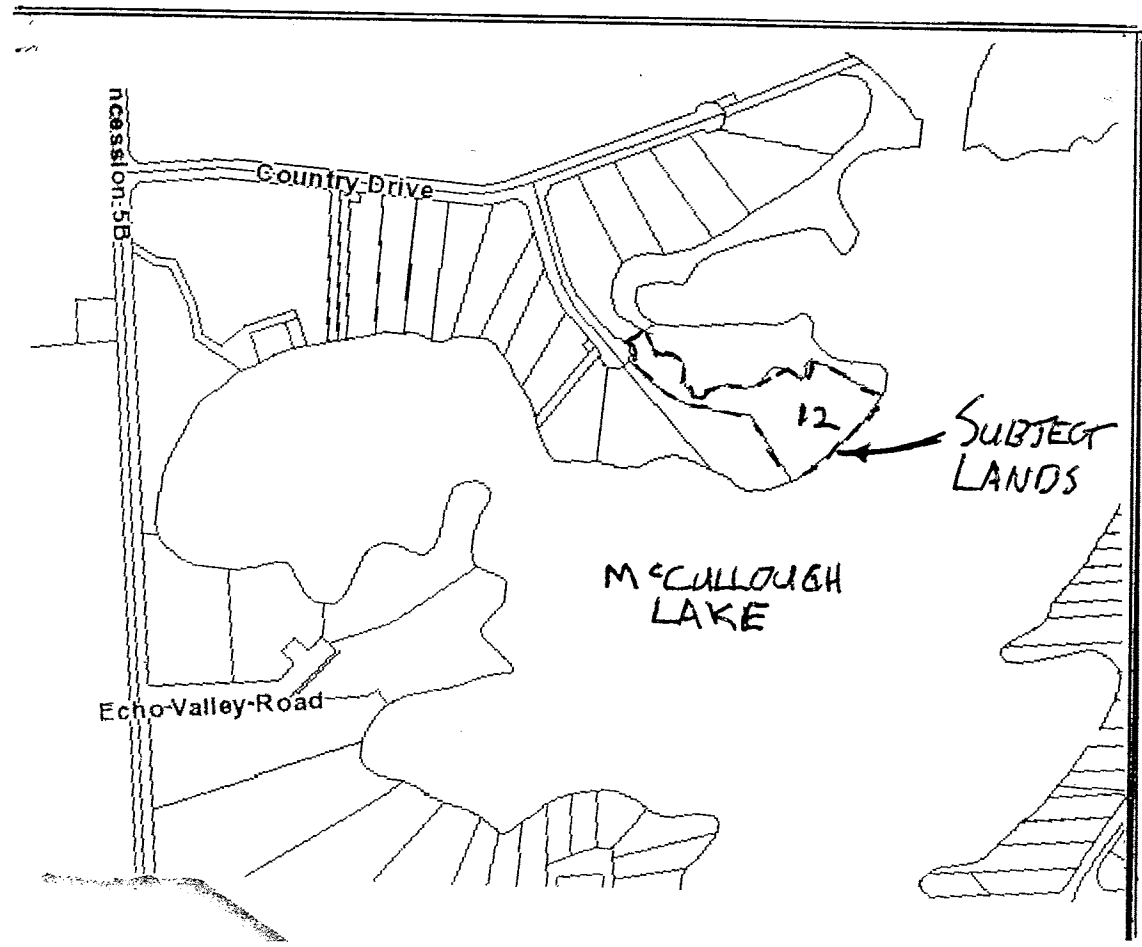 ncession 5B
Country Drive
12
SUBJECT
LANDS
McCULLOUGH
LAKE
Echo Valley Road